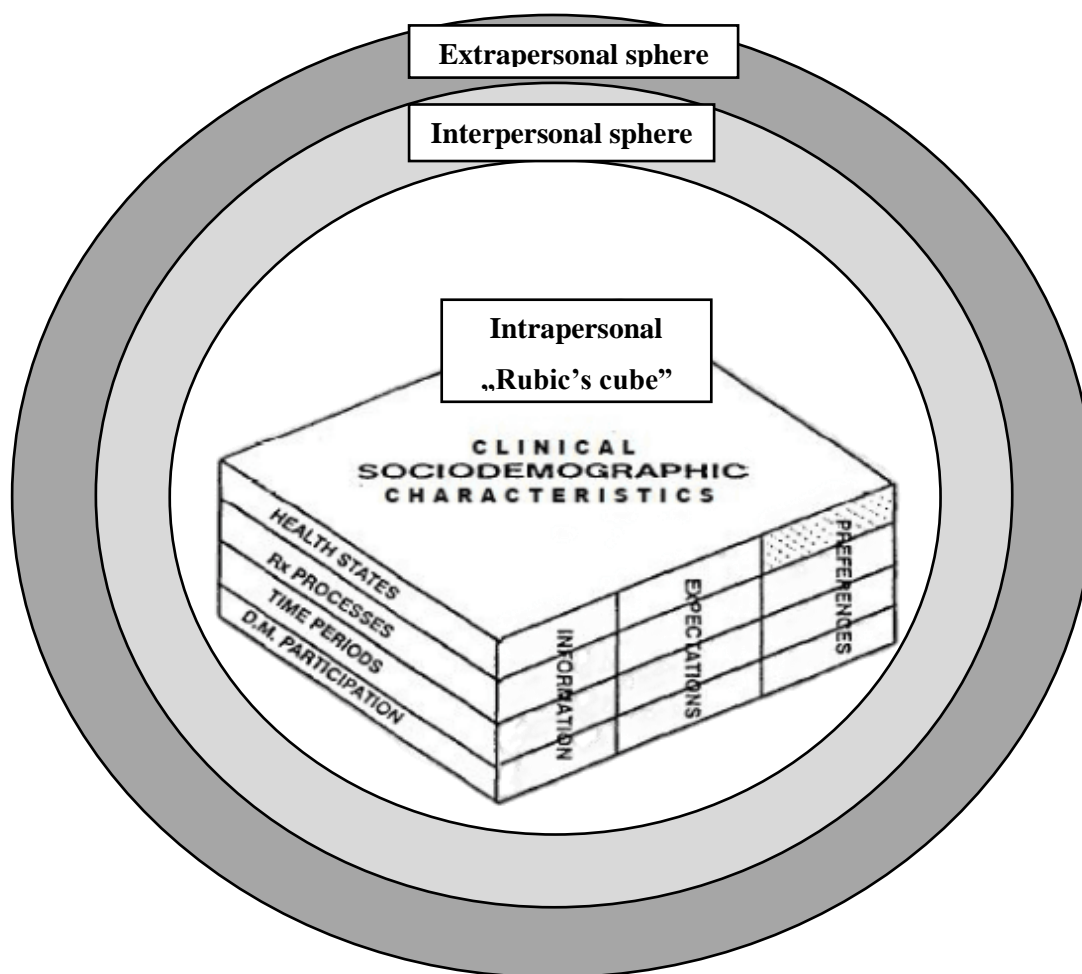 Extrapersonal sphere
Interpersonal sphere
Intrapersonal
„Rubic’s cube”
CLINICAL
SOCIODEMOGRAPHIC
CHARACTERISTICS
HEALTH STATES
Rx PROCESSES
TIME PERIODS
D.M. PARTICIPATION
INFORMATION
EXPECTATIONS
PREFERENCES